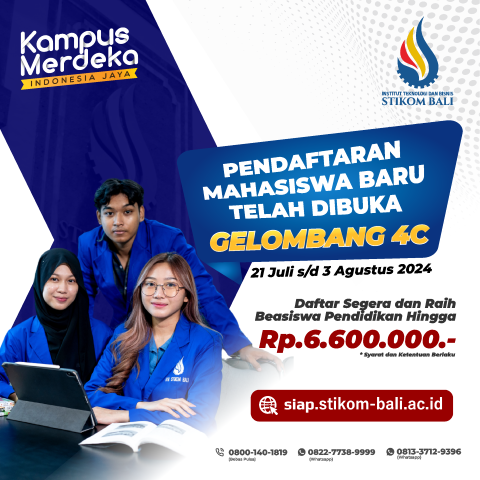 Kampus
Merdeka
INDONESIA JAYA
INSTITUT TEKNOLOGI DAN BISNIS
STIKOM BALI
PENDAFTARAN
MAHASISWA BARU
TELAH DIBUKA
GELOMBANG 4C
21 Juli s/d 3 Agustus 2024
Daftar Segera dan Raih
Beasiswa Pendidikan Hingga
Rp.6.600.000.-
* Syarat dan Ketentuan Berlaku
siap.stikom-bali.ac.id
0800-140-1819
(Bebas Pulsa)
0822-7738-9999
(Whatsapp)
0813-3712-9396
(Whatsapp)
STIKOM BALI